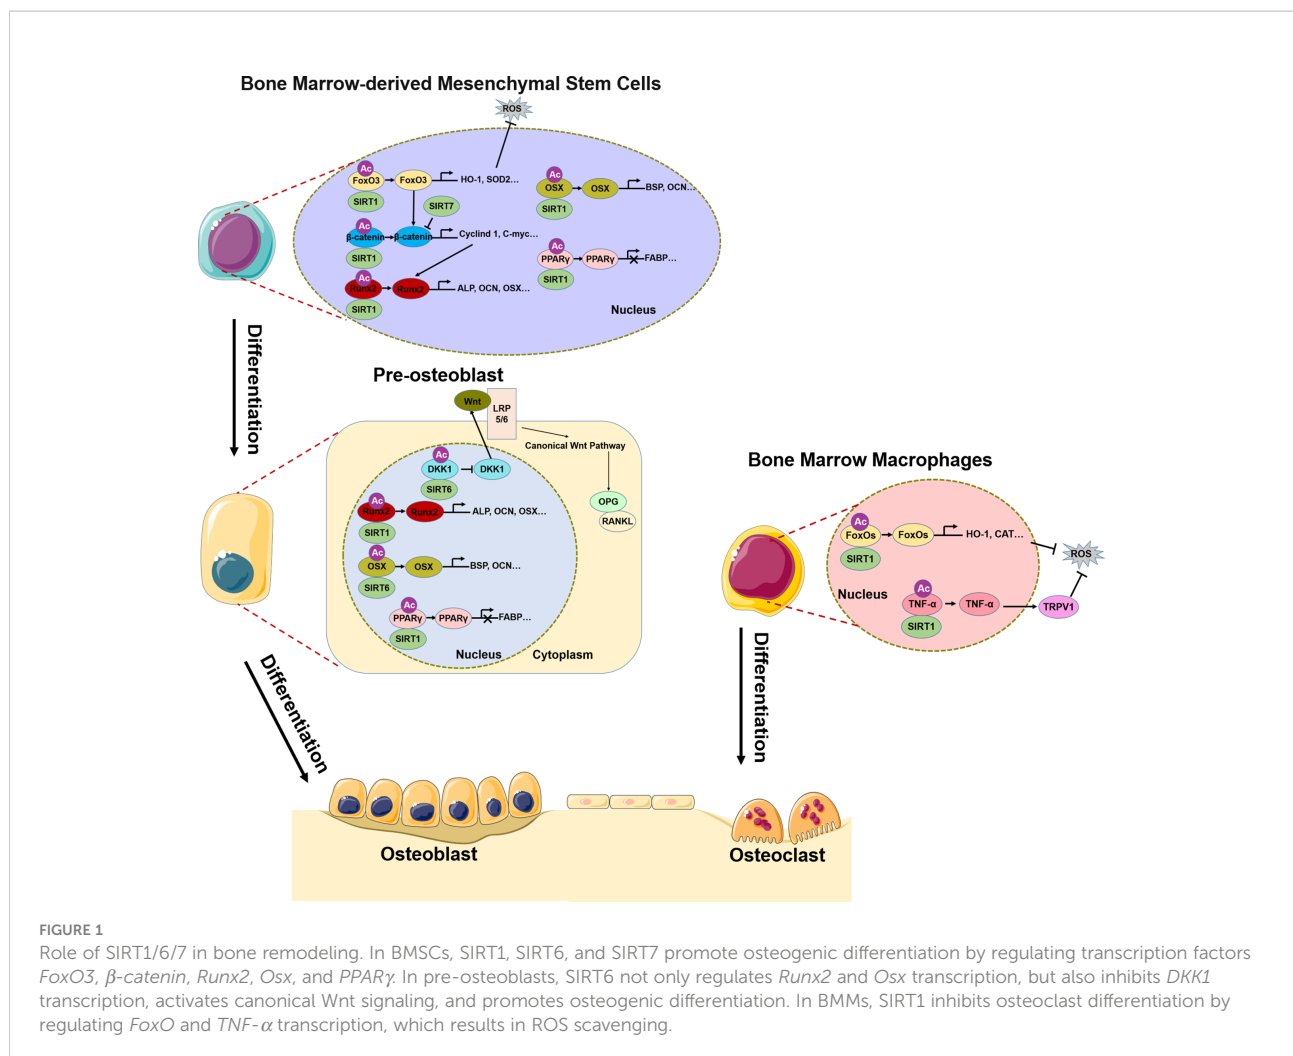 Bone Marrow-derived Mesenchymal Stem Cells
ROS
Ac
FoxO3
FoxO3
HO-1, SOD2...
SIRT1
SIRT7
Ac
β-catenin
β-catenin
Cyclind 1, C-myc...
SIRT1
Ac
Runx2
Runx2
ALP, OCN, OSX...
SIRT1
Ac
OSX
OSX
BSP, OCN...
SIRT1
Ac
PPARγ
PPARγ
FABP...
SIRT1
Nucleus
Differentiation
Pre-osteoblast
Wnt
LRP
5/6
Canonical Wnt Pathway
Ac
DKK1
DKK1
SIRT6
OPG
RANKL
Ac
Runx2
Runx2
ALP, OCN, OSX...
SIRT1
Ac
OSX
OSX
BSP, OCN...
SIRT6
Ac
PPARγ
PPARγ
FABP...
SIRT1
Nucleus
Cytoplasm
Differentiation
Bone Marrow Macrophages
Ac
FoxOs
FoxOs
HO-1, CAT...
SIRT1
ROS
Nucleus
Ac
TNF-α
TNF-α
TRPV1
SIRT1
Differentiation
Osteoblast
Osteoclast
FIGURE 1
Role of SIRT1/6/7 in bone remodeling. In BMSCs, SIRT1, SIRT6, and SIRT7 promote osteogenic differentiation by regulating transcription factors
FoxO3, β-catenin, Runx2, Osx, and PPARγ. In pre-osteoblasts, SIRT6 not only regulates Runx2 and Osx transcription, but also inhibits DKK1
transcription, activates canonical Wnt signaling, and promotes osteogenic differentiation. In BMMs, SIRT1 inhibits osteoclast differentiation by
regulating FoxO and TNF-α transcription, which results in ROS scavenging.